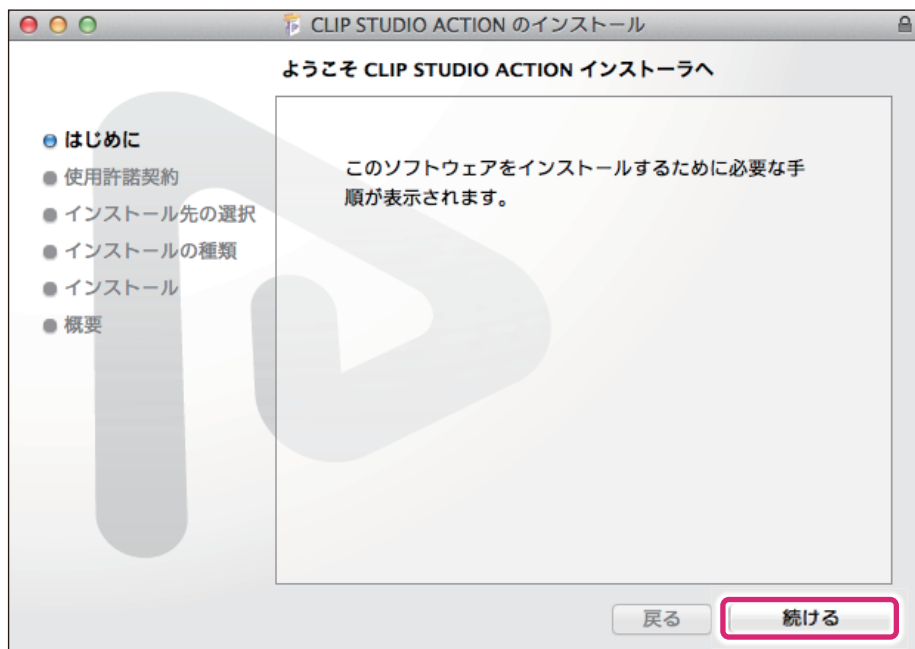 CLIP STUDIO ACTION のインストール
ようこそ CLIP STUDIO ACTION インストーラへ
はじめに
使用許諾契約
インストール先の選択
インストールの種類
インストール
概要
このソフトウェアをインストールするために必要な手
順が表示されます。
戻る
続ける